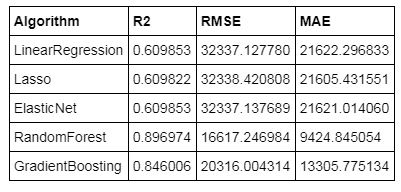 Algorithm R2 RMSE MAE
LinearRegression 0.609853 32337.127780 21622.296833
Lasso 0.609822 32338.420808 21605.431551
ElasticNet 0.609853 32337.137689 21621.014060
RandomForest 0.896974 16617.246984 9424.845054
GradientBoosting 0.846006 20316.004314 13305.775134